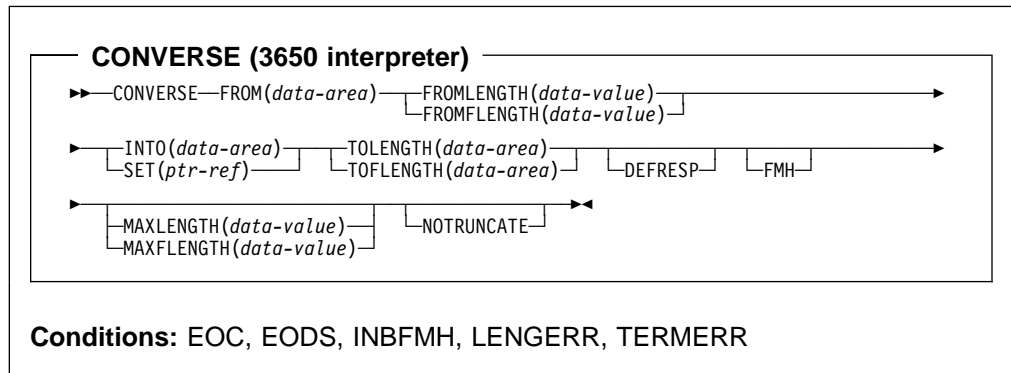 CONVERSE (3650 interpreter)
CONVERSE FROM(data-area) FROMLENGTH(data-value)
FROMFLENGTH(data-value)
INTO(data-area) TOLENGTH(data-area)
SET(ptr-ref) TOFLENGTH(data-area) DEFRESP FMH
MAXLENGTH(data-value) NOTRUNCATE
MAXFLENGTH(data-value)
Conditions: EOC, EODS, INBFMH, LENGERR, TERMERR